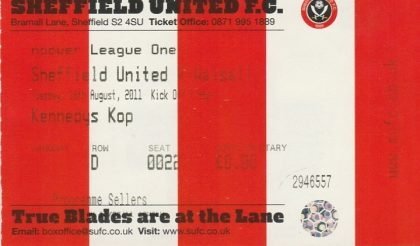 SHEFFIELD UNITED F.C.
Bramall Lane, Sheffield S2 4SU Ticket Office: 0871 995 1889
npower League One
Sheffield United
August, 2011 Kick
Kop
SEAT
D 0022
2946557
Programme Sellers
True Blades are at the Lane
Email: boxoffice@sufc.co.uk Visit: www.sufc.co.uk